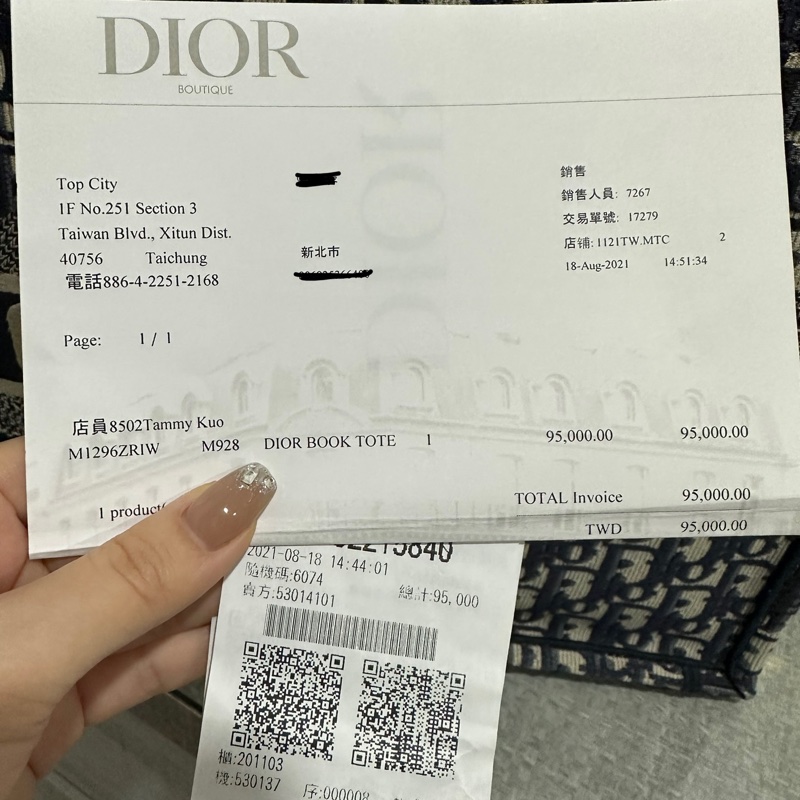 DIOR
BOUTIQUE
Top City
1F No.251 Section 3
Taiwan Blvd., Xitun Dist.
40756 Taichung
電話886-4-2251-2168
新北市
銷售
銷售人員: 7267
交易單號: 17279
店舖: 1121TW.MTC 2
18-Aug-2021 14:51:34
Page: 1 / 1
店員8502Tammy Kuo
M1296ZRIW M928 DIOR BOOK TOTE 1 95,000.00 95,000.00
1 product
TOTAL Invoice 95,000.00
TWD 95,000.00
2021-08-18 14:44:01
隨機碼:6074 總計:95,000
賣方:53014101
櫃:201103
機:530137 序:000008
DIOR